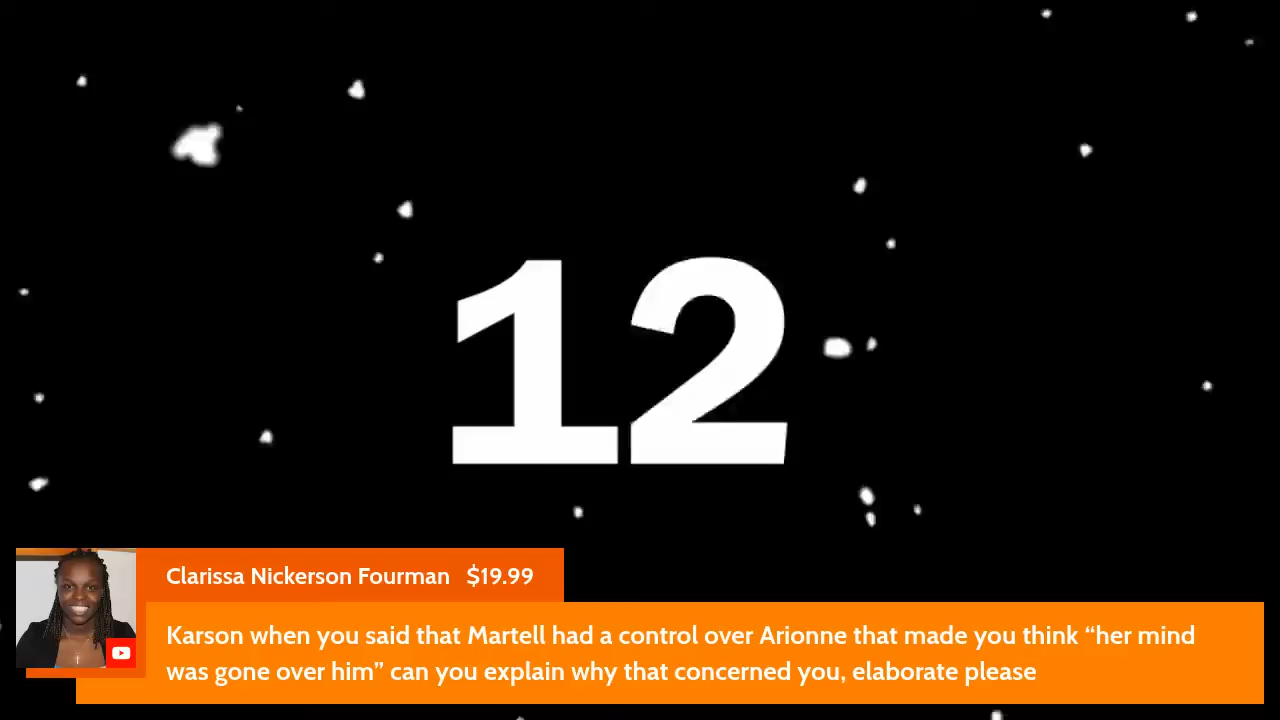 12
Clarissa Nickerson Fourman $19.99
Karson when you said that Martell had a control over Arionne that made you think “her mind
was gone over him” can you explain why that concerned you, elaborate please